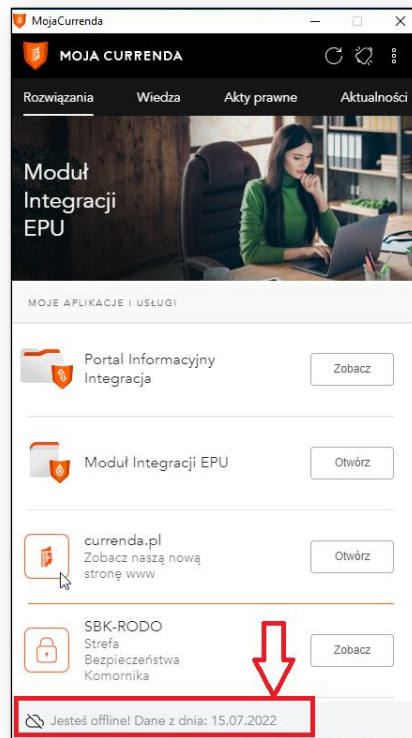 MojaCurrenda
MOJA CURRENDA
Rozwiązania Wiedza Akty prawne Aktualności
Moduł
Integracji
EPU
MOJE APLIKACJE I USŁUGI
Portal Informacyjny
Integracja
Zobacz
Moduł Integracji EPU
Otwórz
currenda.pl
Zobacz naszą nową
stronę www
Otwórz
SBK-RODO
Strefa
Bezpieczeństwa
Komornika
Zobacz
Jesteś offline! Dane z dnia: 15.07.2022